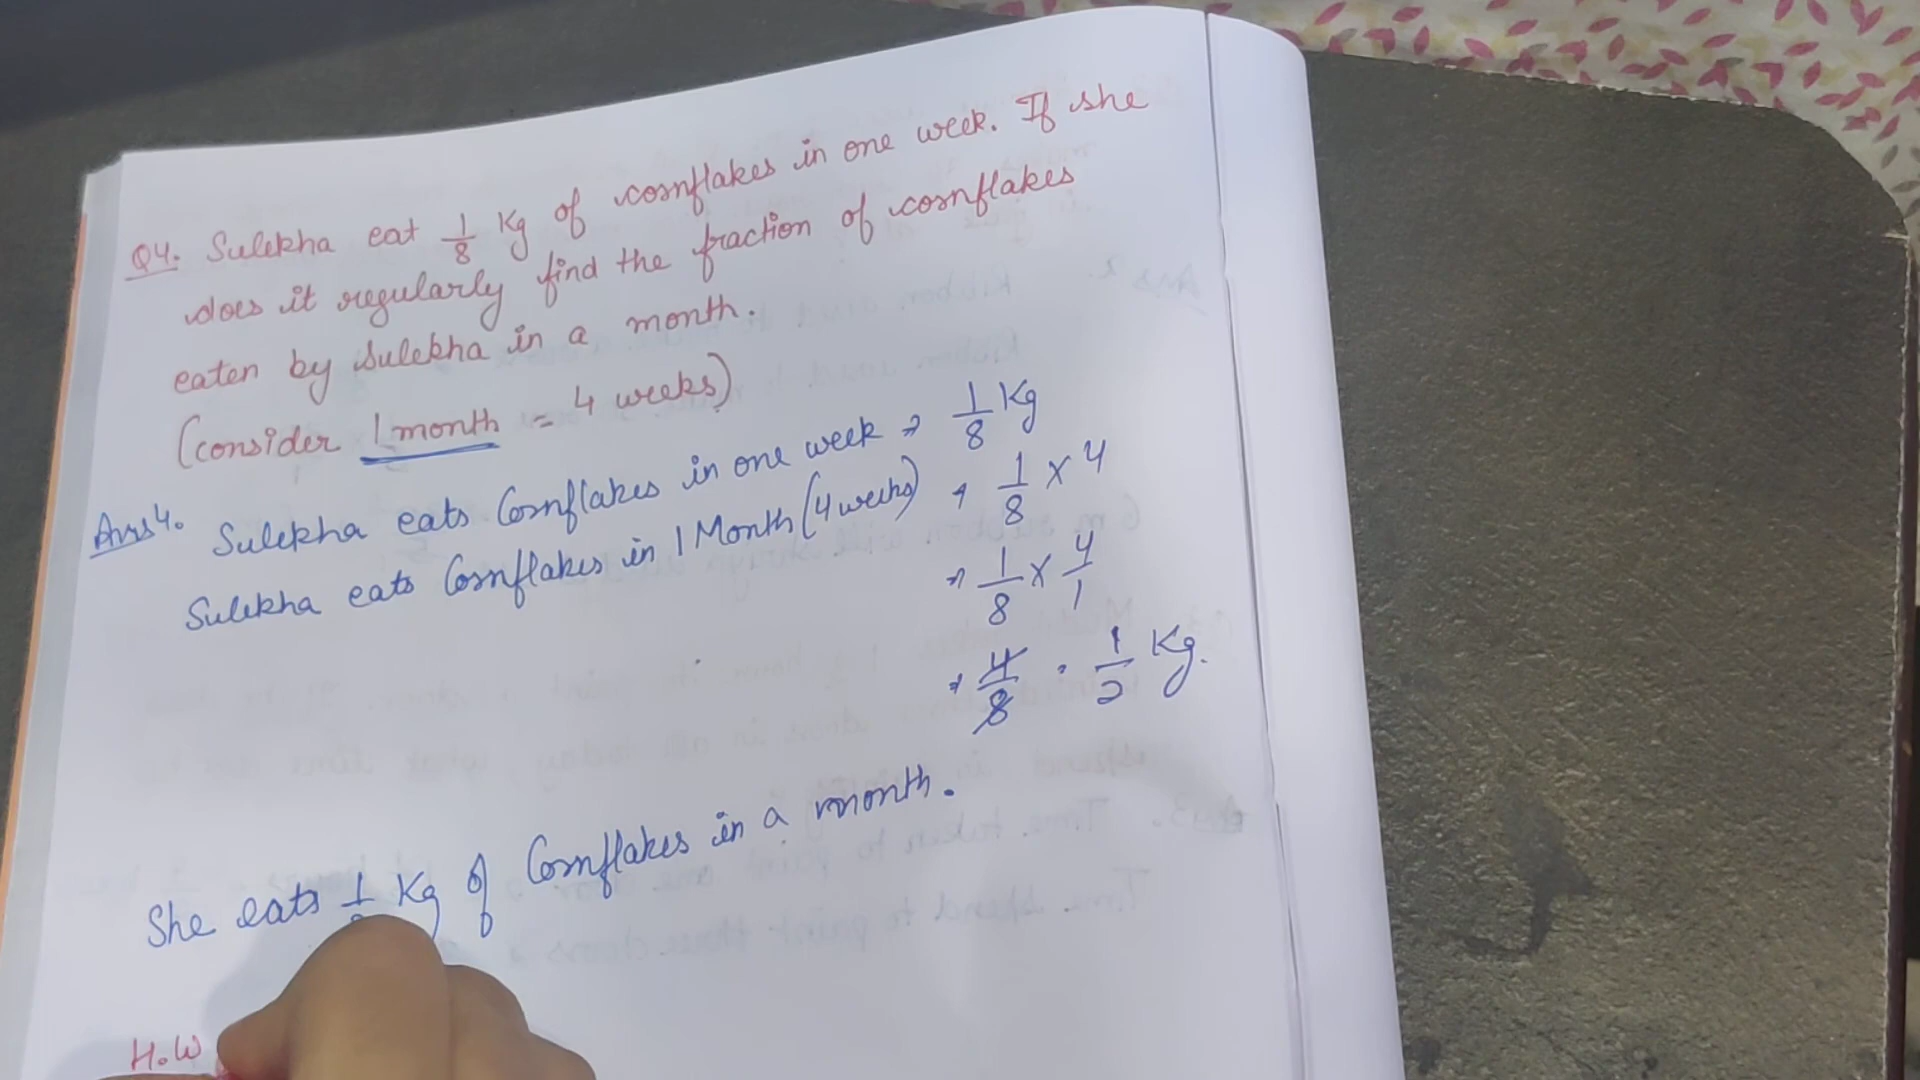 Q4. Sulekha eat 1/8 Kg of cornflakes in one week. If she
does it regularly find the fraction of cornflakes
eaten by Sulekha in a month.
(consider 1 month = 4 weeks)
Ans4. Sulekha eats Cornflakes in one week → 1/8 Kg
Sulekha eats Cornflakes in 1 Month (4 weeks) → 1/8 x 4
→ 1/8 x 4/1
→ 4/8 = 1/2 Kg.
She eats 1/ Kg of Cornflakes in a month.
H.W